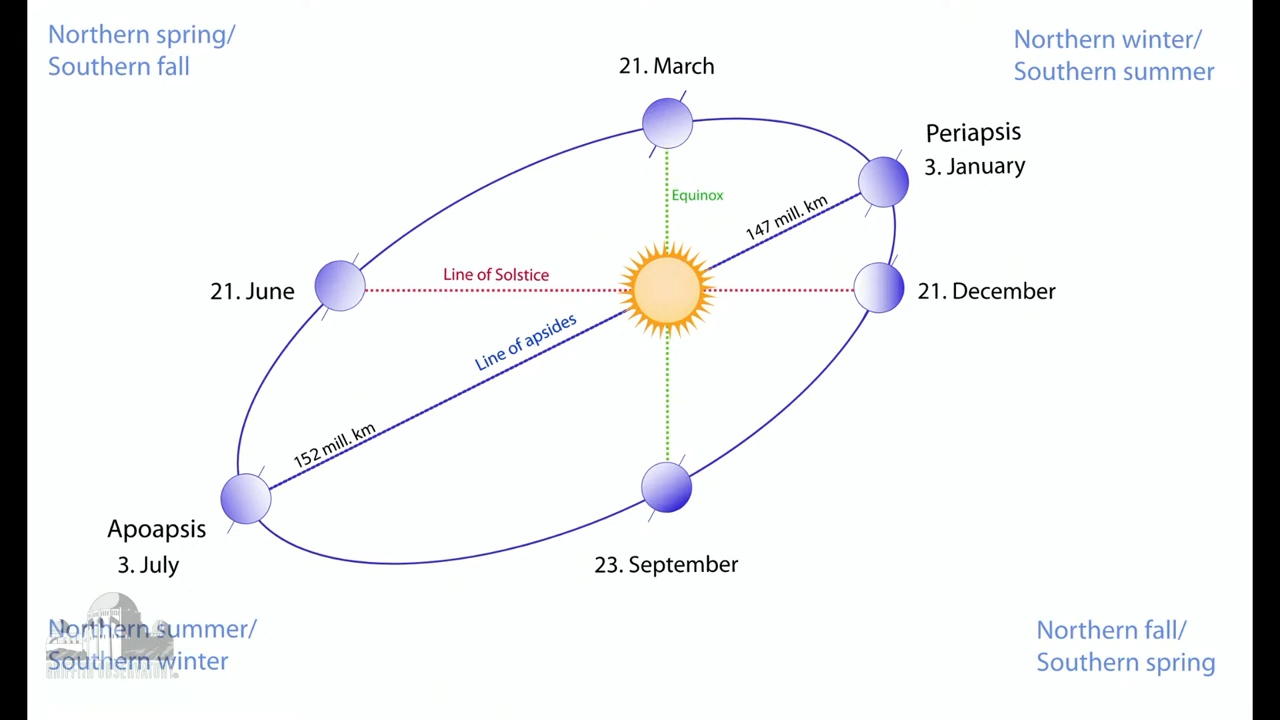 Northern spring/
Southern fall
21. March
Northern winter/
Southern summer
Periapsis
3. January
Equinox
147 mill. km
Line of Solstice
21. June
21. December
Line of apsides
152 mill. km
Apoapsis
3. July
23. September
Northern summer/
Southern winter
GRIFFITH OBSERVATORY
Northern fall/
Southern spring